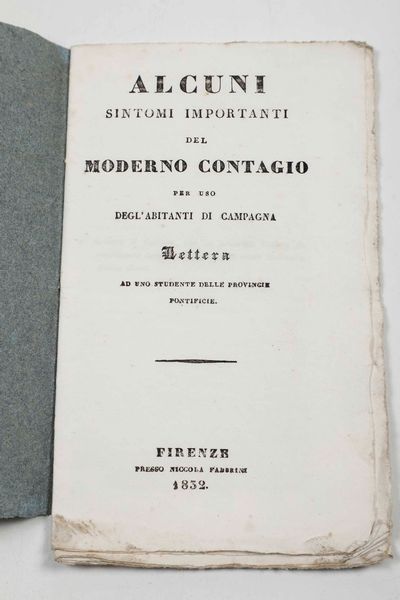 ALCUNI
SINTOMI IMPORTANTI
DEL
MODERNO CONTAGIO
PER USO
DEGL'ABITANTI DI CAMPAGNA
Lettera
AD UNO STUDENTE DELLE PROVINCIE
PONTIFICIE.
FIRENZE
PRESSO NICCOLA FABBRINI
1832.